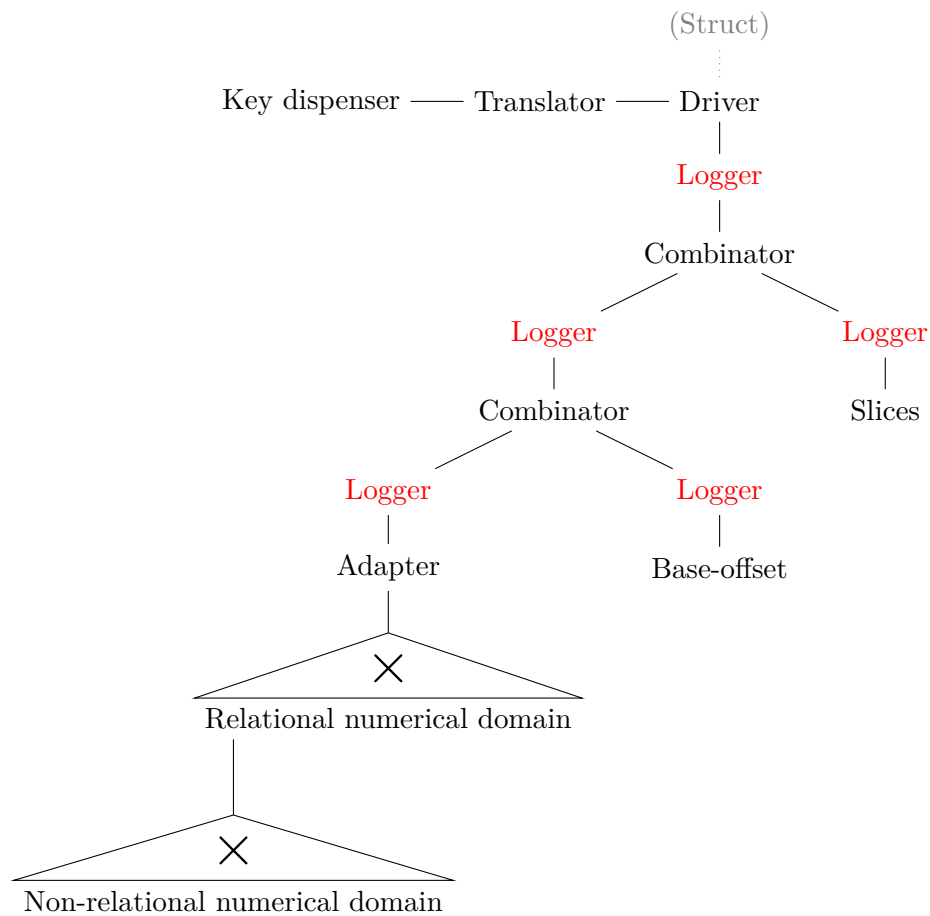 (Struct)
Key dispenser Translator Driver
Logger
Combinator
Logger Logger
Combinator Slices
Logger Logger
Adapter Base-offset
×
Relational numerical domain
×
Non-relational numerical domain